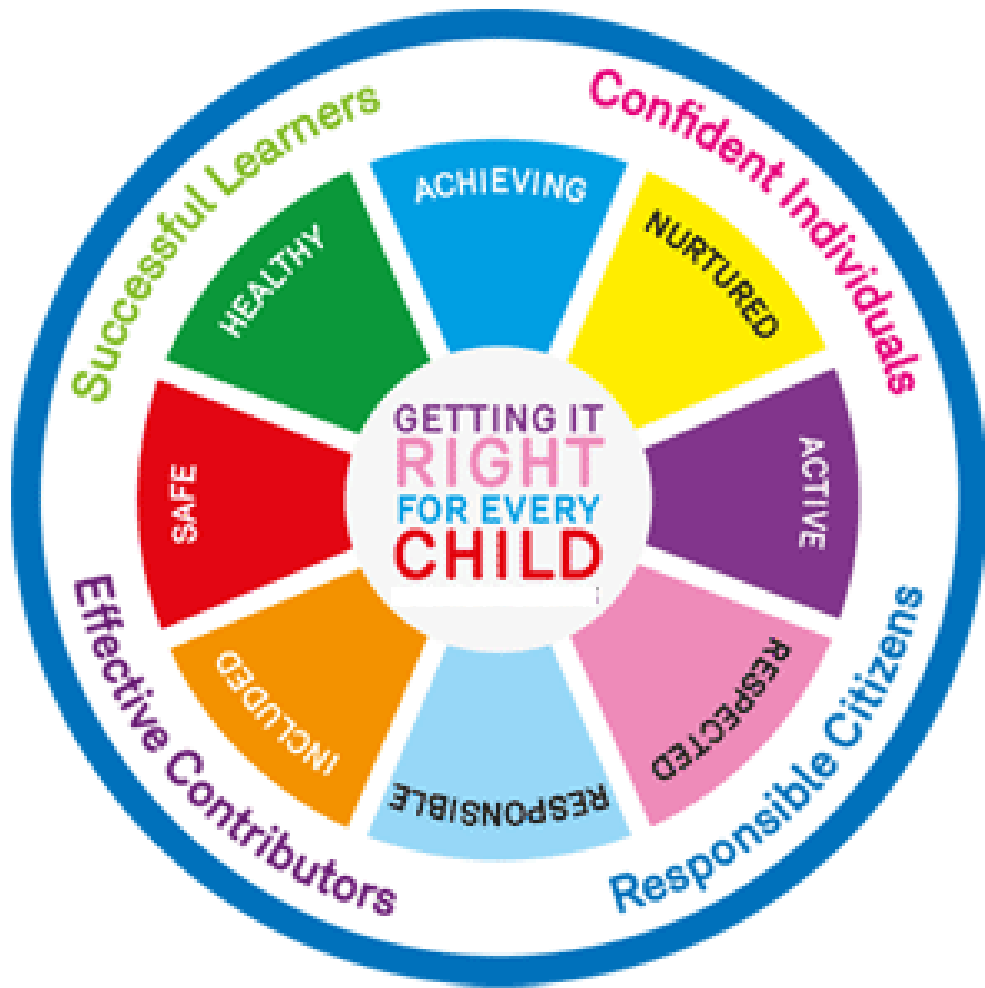 Successful Learners
Confident Individuals
ACHIEVING
NURTURED
ACTIVE
RESPECTED
RESPONSIBLE
INCLUDED
SAFE
HEALTHY
GETTING IT
RIGHT
FOR EVERY
CHILD
Effective Contributors
Responsible Citizens